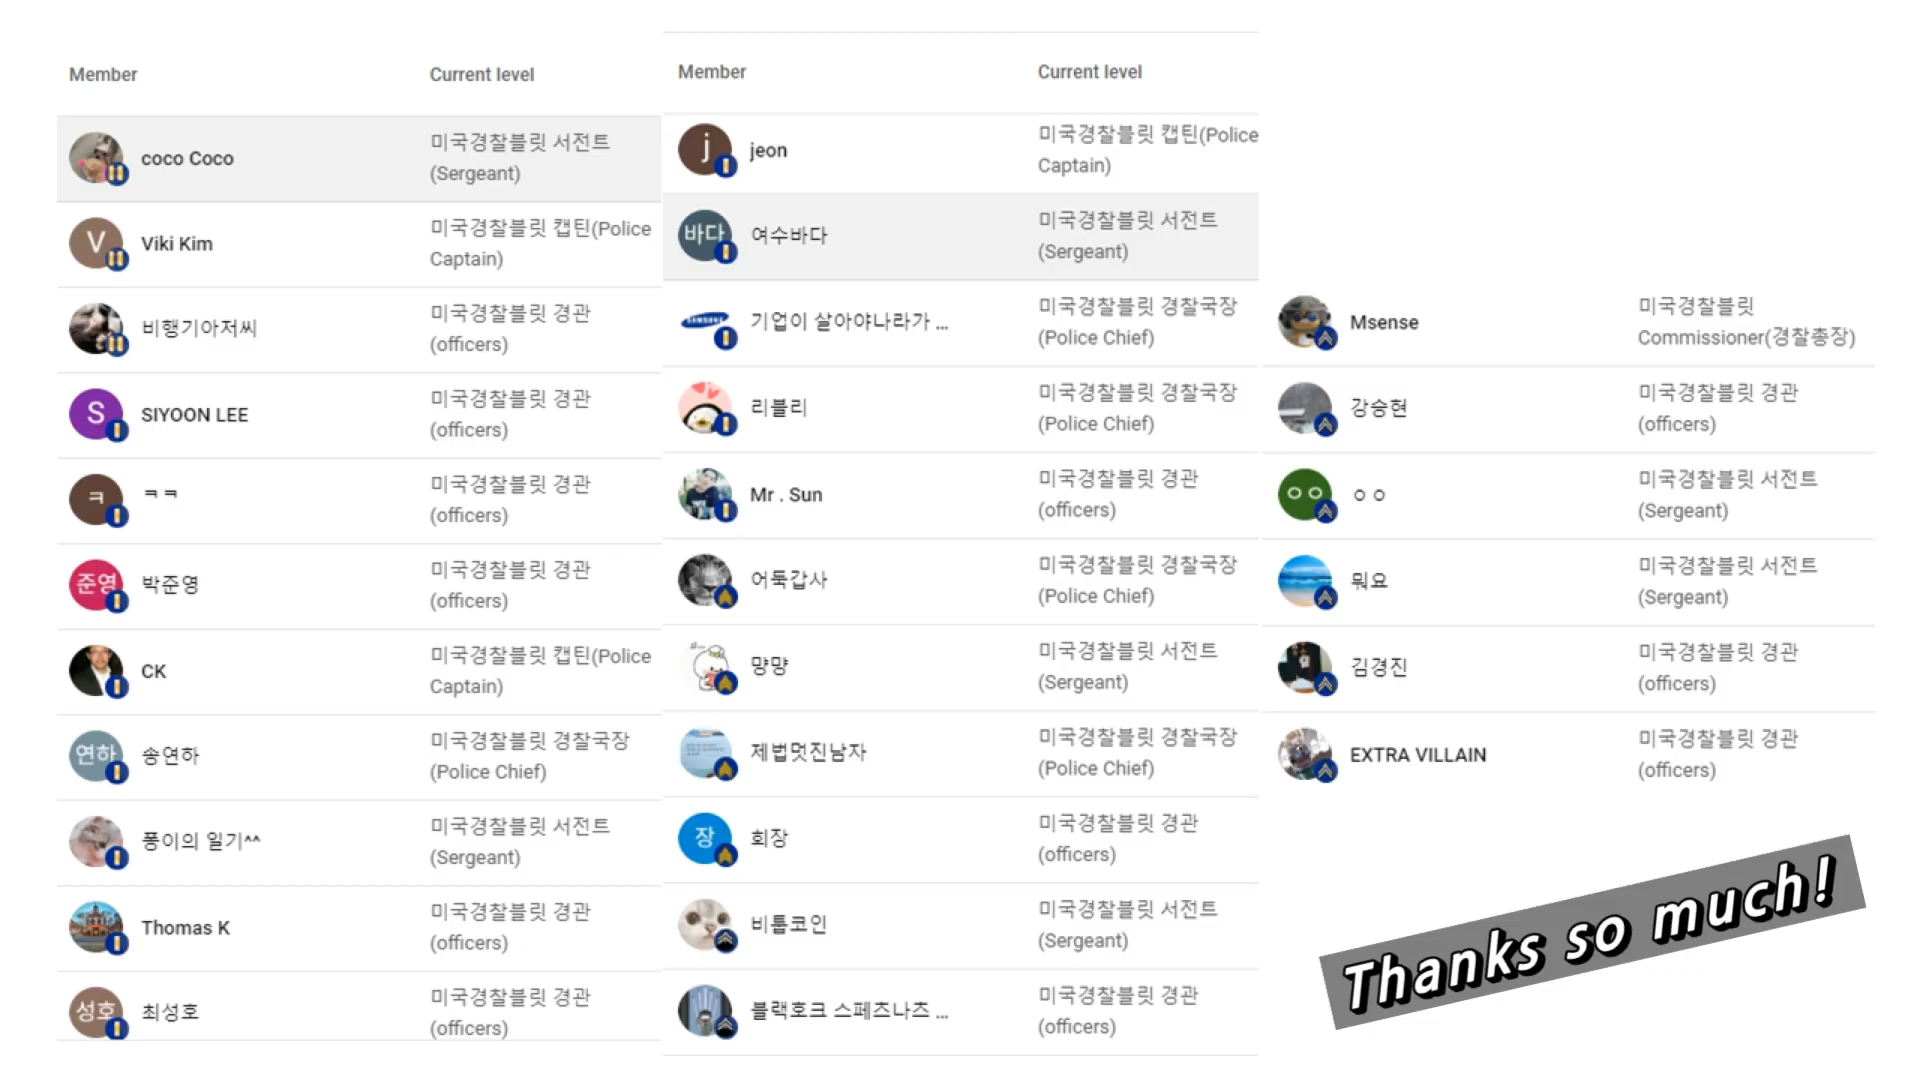 Member
Current level
coco Coco
미국경찰블릿 서전트
(Sergeant)
V
Viki Kim
미국경찰블릿 캡틴(Police
Captain)
비행기아저씨
미국경찰블릿 경관
(officers)
S
SIYOON LEE
미국경찰블릿 경관
(officers)
ㅋ
ㅋㅋ
미국경찰블릿 경관
(officers)
준영
박준영
미국경찰블릿 경관
(officers)
CK
미국경찰블릿 캡틴(Police
Captain)
연하
송연하
미국경찰블릿 경찰국장
(Police Chief)
퐁이의 일기^^
미국경찰블릿 서전트
(Sergeant)
Thomas K
미국경찰블릿 경관
(officers)
성호
최성호
미국경찰블릿 경관
(officers)
Member
Current level
j
jeon
미국경찰블릿 캡틴(Police
Captain)
바다
여수바다
미국경찰블릿 서전트
(Sergeant)
SAMSUNG
기업이 살아야나라가 ...
미국경찰블릿 경찰국장
(Police Chief)
리블리
미국경찰블릿 경찰국장
(Police Chief)
Mr . Sun
미국경찰블릿 경관
(officers)
어둑갑사
미국경찰블릿 경찰국장
(Police Chief)
먕먕
미국경찰블릿 서전트
(Sergeant)
제법멋진남자
미국경찰블릿 경찰국장
(Police Chief)
장
회장
미국경찰블릿 경관
(officers)
비톱코인
미국경찰블릿 서전트
(Sergeant)
블랙호크 스페츠나츠 ...
미국경찰블릿 경관
(officers)
Msense
미국경찰블릿
Commissioner(경찰총장)
강승현
미국경찰블릿 경관
(officers)
ㅇㅇ
ㅇㅇ
미국경찰블릿 서전트
(Sergeant)
뭐요
미국경찰블릿 서전트
(Sergeant)
김경진
미국경찰블릿 경관
(officers)
EXTRA VILLAIN
미국경찰블릿 경관
(officers)
Thanks so much!